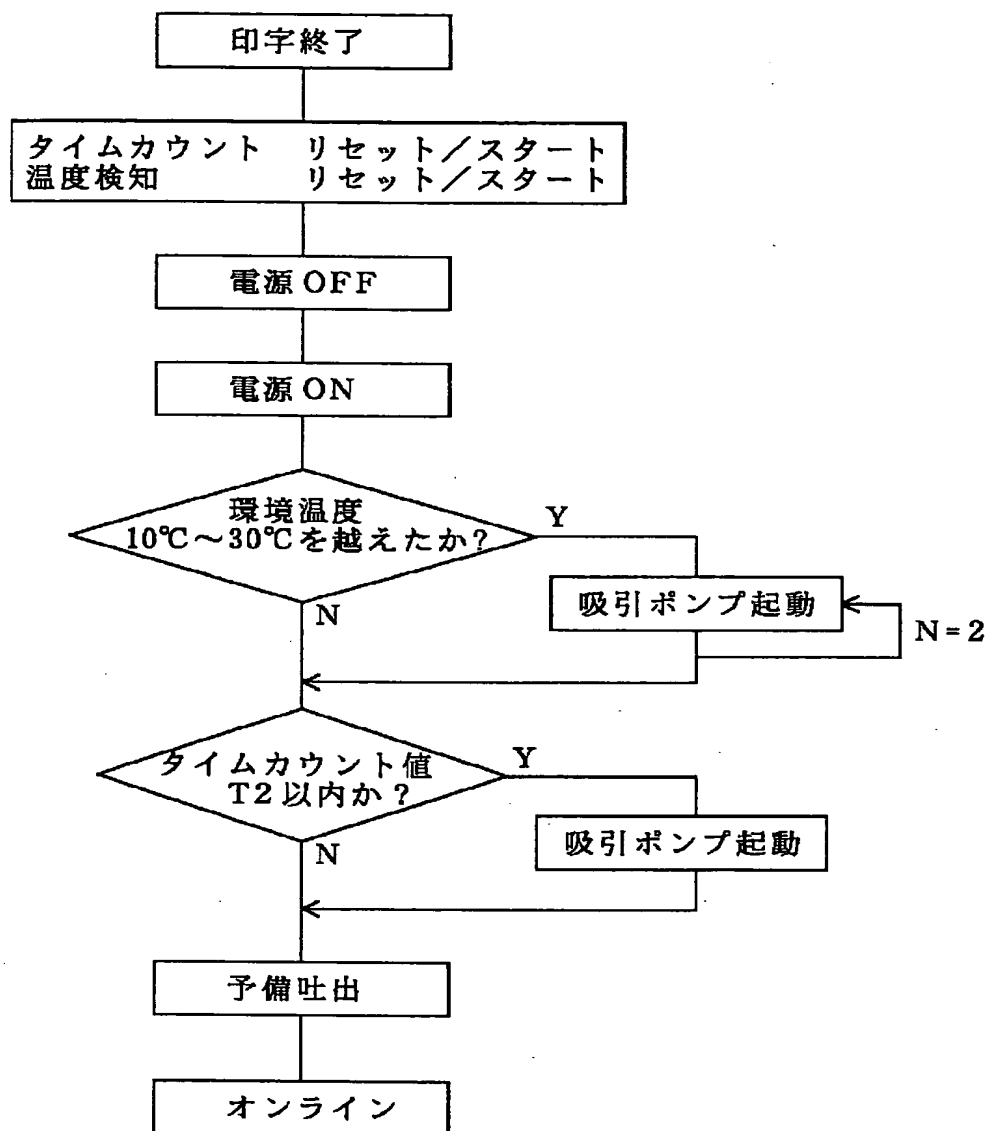 印字終了
タイムカウント リセット／スタート
温度検知 リセット／スタート
電源OFF
電源ON
環境温度
10℃～30℃を越えたか？
Y
N
吸引ポンプ起動
N=2
タイムカウント値
T2以内か？
Y
N
吸引ポンプ起動
予備吐出
オンライン